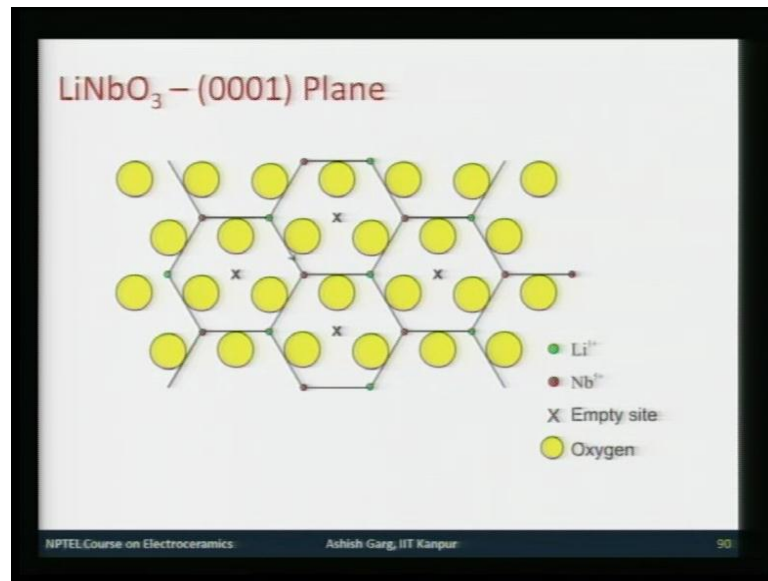 LiNbO₃ – (0001) Plane
x
x x
x
Li¹⁺
Nb⁵⁺
x Empty site
Oxygen
NPTEL Course on Electroceramics Ashish Garg, IIT Kanpur 90